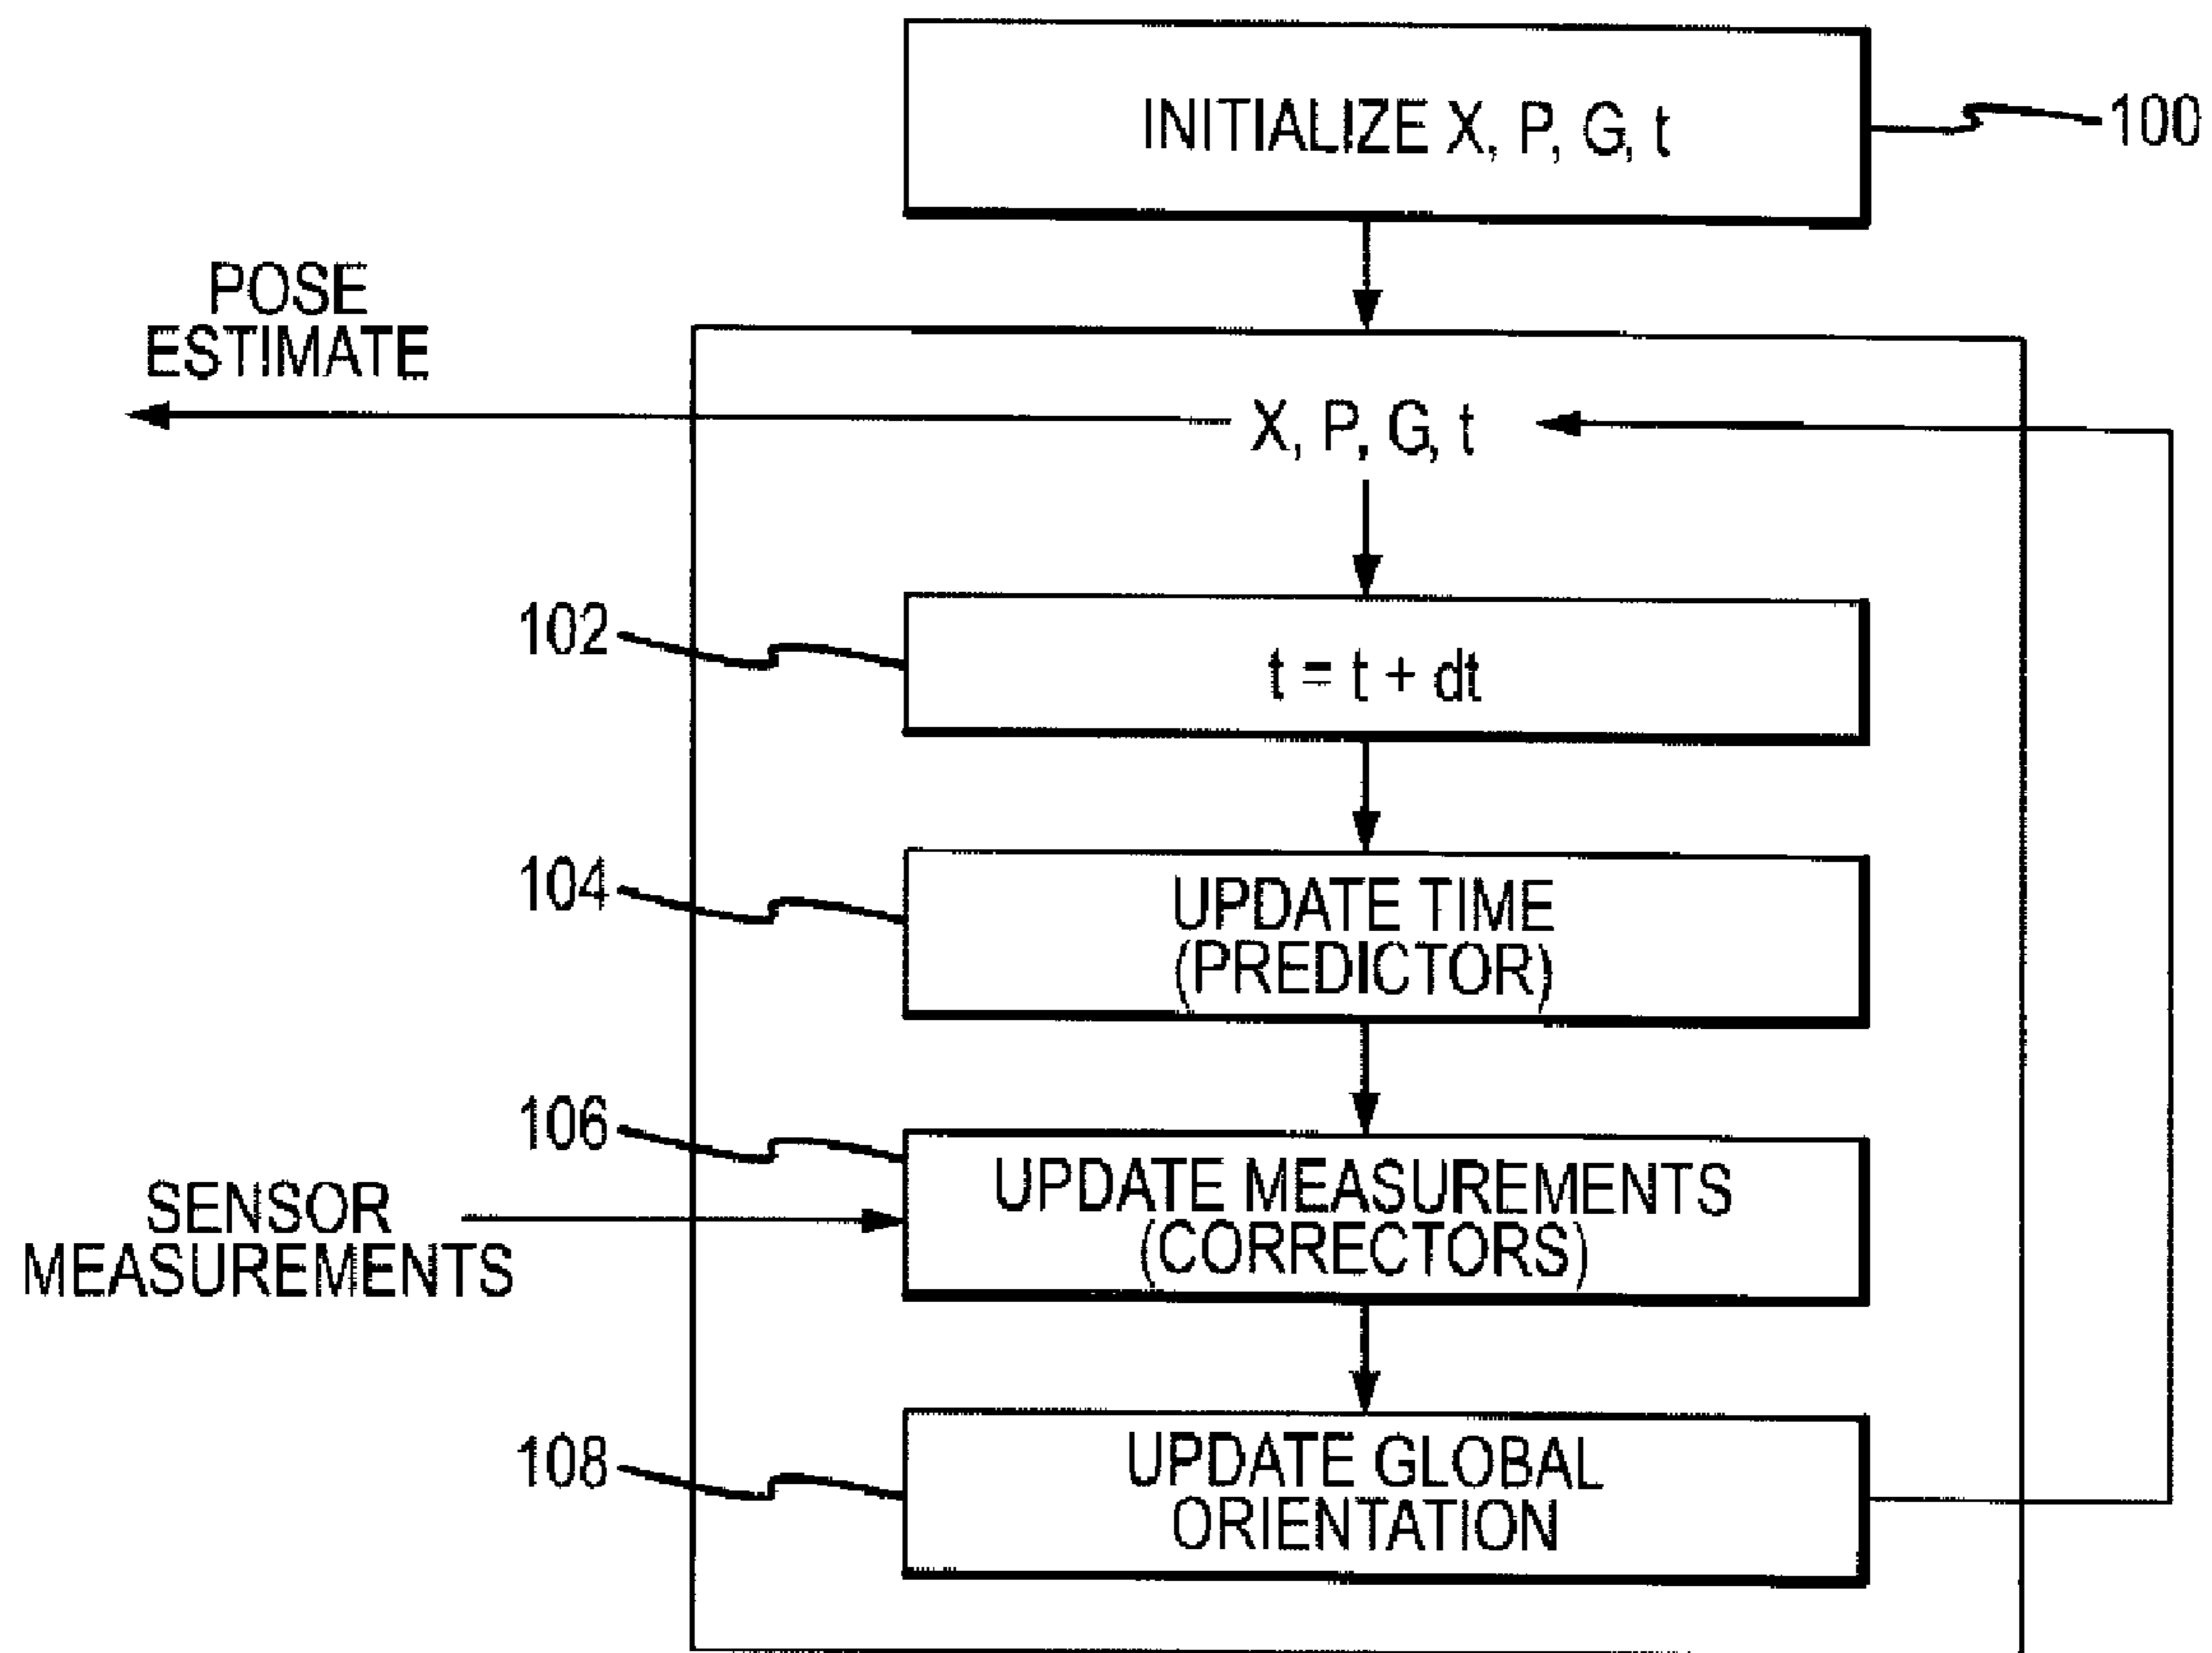 INITIALIZE X, P, G, t
100
POSE
ESTIMATE
X, P, G, t
102
t = t + dt
104
UPDATE TIME
(PREDICTOR)
106
UPDATE MEASUREMENTS
(CORRECTORS)
SENSOR
MEASUREMENTS
108
UPDATE GLOBAL
ORIENTATION